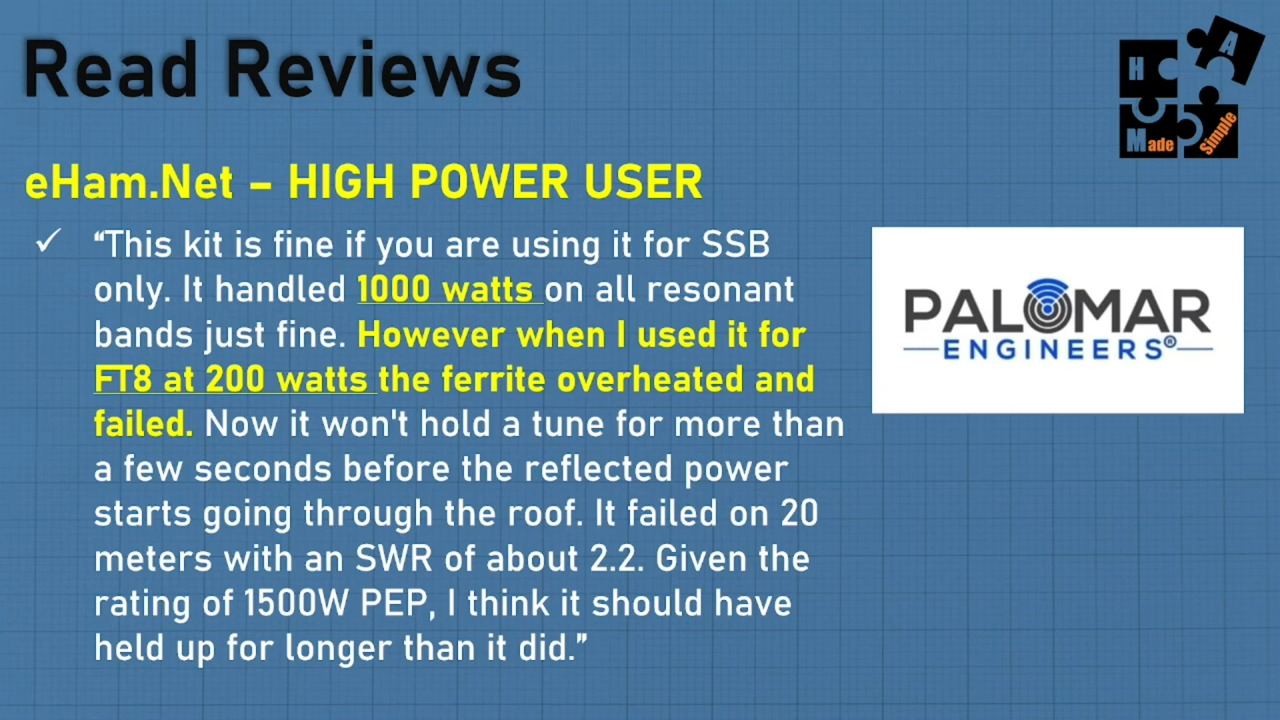 Read Reviews
H A
Made Simple
eHam.Net – HIGH POWER USER
✓ “This kit is fine if you are using it for SSB
only. It handled 1000 watts on all resonant
bands just fine. However when I used it for
FT8 at 200 watts the ferrite overheated and
failed. Now it won't hold a tune for more than
a few seconds before the reflected power
starts going through the roof. It failed on 20
meters with an SWR of about 2.2. Given the
rating of 1500W PEP, I think it should have
held up for longer than it did.”
PALOMAR
ENGINEERS®